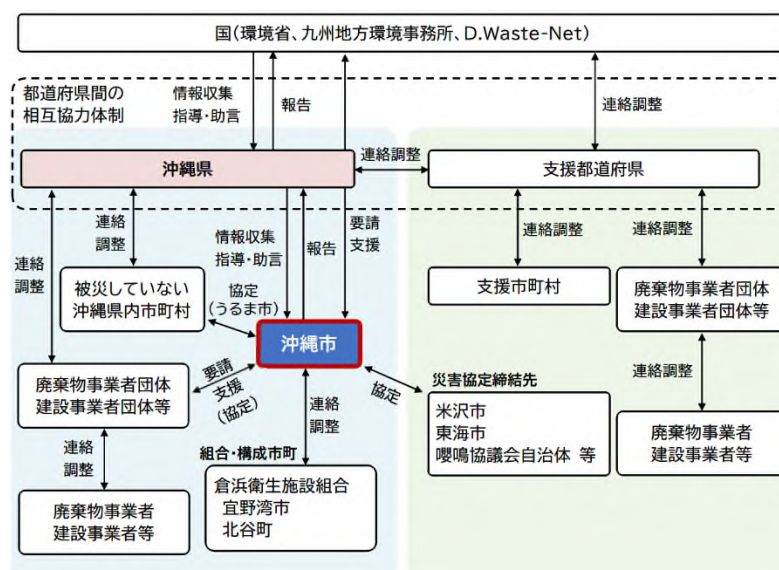 国(環境省、九州地方環境事務所、D.Waste-Net)
都道府県間の
相互協力体制
情報収集
指導・助言
報告
連絡調整
沖縄県
連絡調整
支援都道府県
連絡
調整
連絡
調整
情報収集
指導・助言
報告
要請
支援
連絡調整
連絡調整
被災していない
沖縄県内市町村
協定
(うるま市)
支援市町村
廃棄物事業者団体
建設事業者団体等
沖縄市
廃棄物事業者団体
建設事業者団体等
要請
支援
(協定)
連絡
調整
協定
災害協定締結先
米沢市
東海市
嚶鳴協議会自治体 等
連絡調整
廃棄物事業者
建設事業者等
連絡
調整
組合・構成市町
倉浜衛生施設組合
宜野湾市
北谷町
廃棄物事業者
建設事業者等